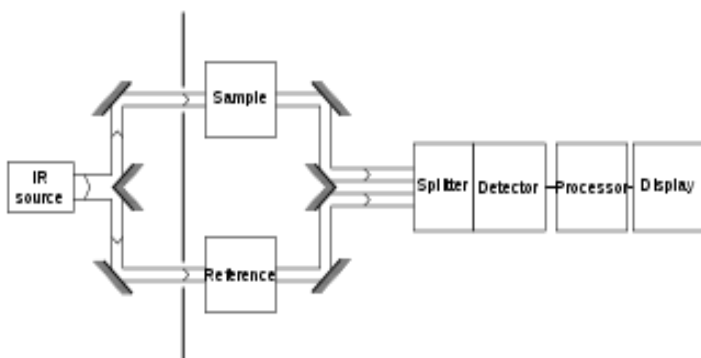 Sample
IR
source
Splitter
Detector
Processor
Display
Reference